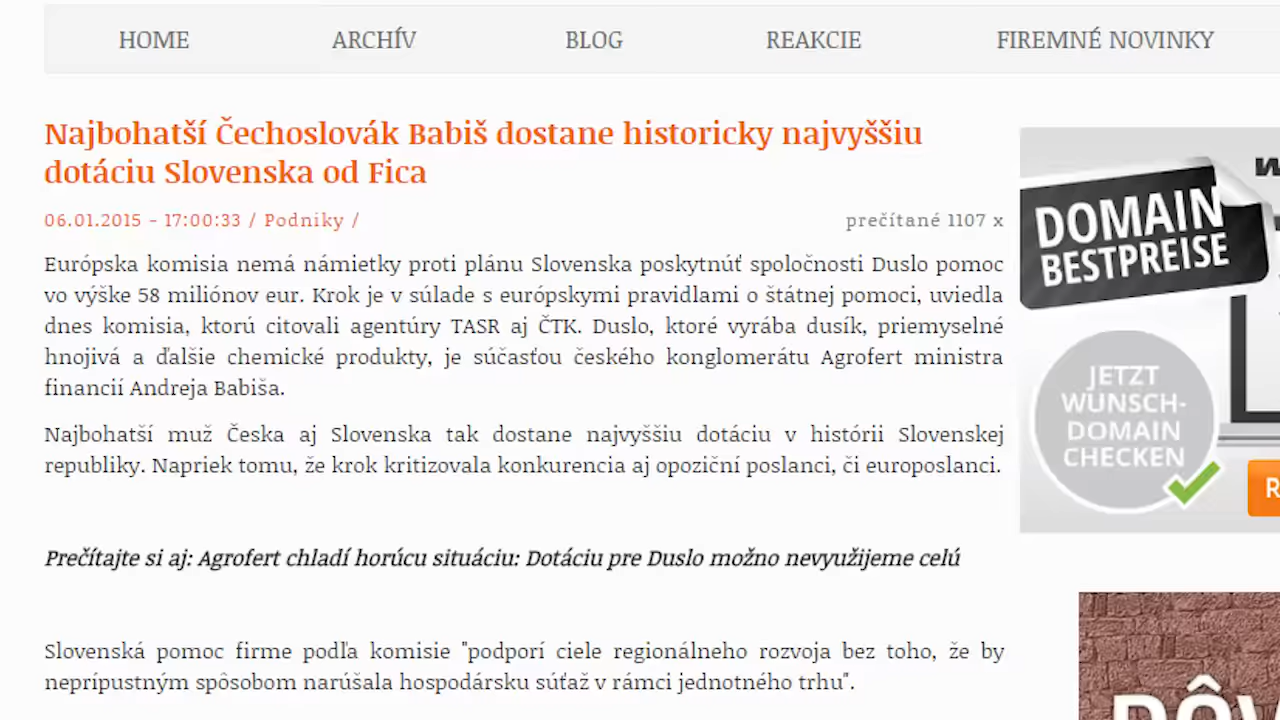 HOME ARCHÍV BLOG REAKCIE FIREMNÉ NOVINKY
Najbohatší Čechoslovák Babiš dostane historicky najvyššiu
dotáciu Slovenska od Fica
06.01.2015 - 17:00:33 / Podniky / prečítané 1107 x
Európska komisia nemá námietky proti plánu Slovenska poskytnúť spoločnosti Duslo pomoc
vo výške 58 miliónov eur. Krok je v súlade s európskymi pravidlami o štátnej pomoci, uviedla
dnes komisia, ktorú citovali agentúry TASR aj ČTK. Duslo, ktoré vyrába dusík, priemyselné
hnojivá a ďalšie chemické produkty, je súčasťou českého konglomerátu Agrofert ministra
financií Andreja Babiša.
Najbohatší muž Česka aj Slovenska tak dostane najvyššiu dotáciu v histórii Slovenskej
republiky. Napriek tomu, že krok kritizovala konkurencia aj opoziční poslanci, či europoslanci.
Prečítajte si aj: Agrofert chladí horúcu situáciu: Dotáciu pre Duslo možno nevyužijeme celú
Slovenská pomoc firme podľa komisie "podporí ciele regionálneho rozvoja bez toho, že by
neprípustným spôsobom narúšala hospodársku súťaž v rámci jednotného trhu".
DOMAIN
BESTPREISE
JETZT
WUNSCH-
DOMAIN
CHECKEN